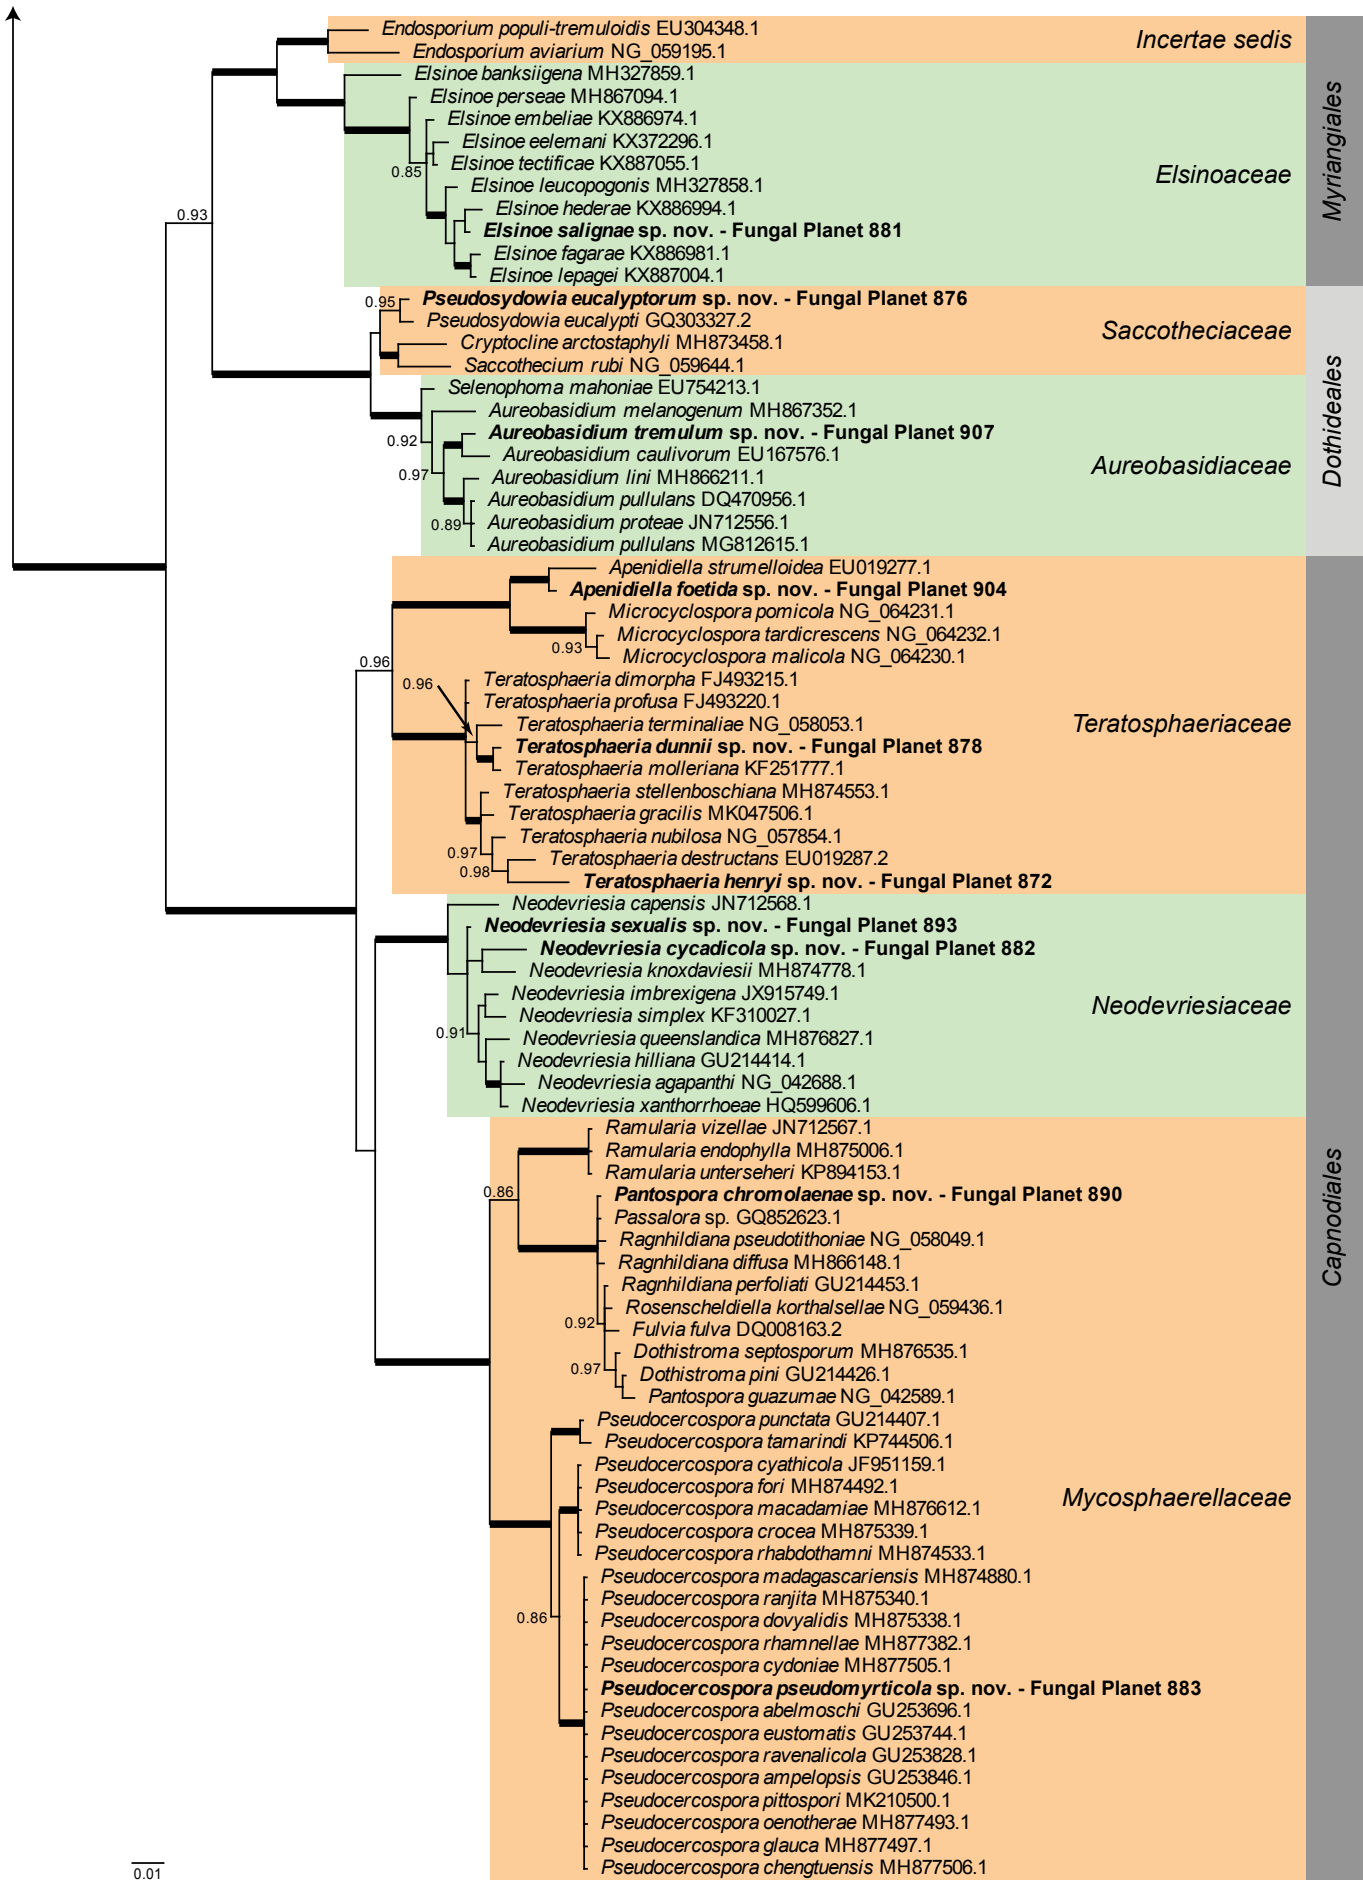 Endosporium populi-tremuloidis EU304348.1
Endosporium aviarium NG_059195.1
Incertae sedis
Elsinoe banksiigena MH327859.1
Elsinoe perseae MH867094.1
Elsinoe embeliae KX886974.1
Elsinoe eelemani KX372296.1
Elsinoe tectificae KX887055.1
0.85
Elsinoe leucopogonis MH327858.1
Elsinoe hederae KX886994.1
Elsinoe salignae sp. nov. - Fungal Planet 881
Elsinoe fagarae KX886981.1
Elsinoe lepagei KX887004.1
Elsinoaceae
Myriangiales
0.93
0.95
Pseudosydowia eucalyptorum sp. nov. - Fungal Planet 876
Pseudosydowia eucalypti GQ303327.2
Cryptocline arctostaphyli MH873458.1
Saccothecium rubi NG_059644.1
Saccotheciaceae
Selenophoma mahoniae EU754213.1
Aureobasidium melanogenum MH867352.1
0.92
Aureobasidium tremulum sp. nov. - Fungal Planet 907
Aureobasidium caulivorum EU167576.1
0.97
Aureobasidium lini MH866211.1
Aureobasidium pullulans DQ470956.1
0.89
Aureobasidium proteae JN712556.1
Aureobasidium pullulans MG812615.1
Aureobasidiaceae
Dothideales
Apenidiella strumelloidea EU019277.1
Apenidiella foetida sp. nov. - Fungal Planet 904
Microcyclospora pomicola NG_064231.1
Microcyclospora tardicrescens NG_064232.1
0.93
Microcyclospora malicola NG_064230.1
0.96
0.96
Teratosphaeria dimorpha FJ493215.1
Teratosphaeria profusa FJ493220.1
Teratosphaeria terminaliae NG_058053.1
Teratosphaeria dunnii sp. nov. - Fungal Planet 878
Teratosphaeria molleriana KF251777.1
Teratosphaeria stellenboschiana MH874553.1
Teratosphaeria gracilis MK047506.1
Teratosphaeria nubilosa NG_057854.1
0.97
Teratosphaeria destructans EU019287.2
0.98
Teratosphaeria henryi sp. nov. - Fungal Planet 872
Teratosphaeriaceae
Neodevriesia capensis JN712568.1
Neodevriesia sexualis sp. nov. - Fungal Planet 893
Neodevriesia cycadicola sp. nov. - Fungal Planet 882
Neodevriesia knoxdaviesii MH874778.1
Neodevriesia imbrexigena JX915749.1
Neodevriesia simplex KF310027.1
0.91
Neodevriesia queenslandica MH876827.1
Neodevriesia hilliana GU214414.1
Neodevriesia agapanthi NG_042688.1
Neodevriesia xanthorrhoeae HQ599606.1
Neodevriesiaceae
Ramularia vizellae JN712567.1
Ramularia endophylla MH875006.1
Ramularia unterseheri KP894153.1
0.86
Pantospora chromolaenae sp. nov. - Fungal Planet 890
Passalora sp. GQ852623.1
Ragnhildiana pseudotithoniae NG_058049.1
Ragnhildiana diffusa MH866148.1
Ragnhildiana perfoliati GU214453.1
Rosenscheldiella korthalsellae NG_059436.1
0.92
Fulvia fulva DQ008163.2
Dothistroma septosporum MH876535.1
0.97
Dothistroma pini GU214426.1
Pantospora guazumae NG_042589.1
Pseudocercospora punctata GU214407.1
Pseudocercospora tamarindi KP744506.1
Pseudocercospora cyathicola JF951159.1
Pseudocercospora fori MH874492.1
Pseudocercospora macadamiae MH876612.1
Pseudocercospora crocea MH875339.1
Pseudocercospora rhabdothamni MH874533.1
Pseudocercospora madagascariensis MH874880.1
Pseudocercospora ranjita MH875340.1
0.86
Pseudocercospora dovyalidis MH875338.1
Pseudocercospora rhamnellae MH877382.1
Pseudocercospora cydoniae MH877505.1
Pseudocercospora pseudomyrticola sp. nov. - Fungal Planet 883
Pseudocercospora abelmoschi GU253696.1
Pseudocercospora eustomatis GU253744.1
Pseudocercospora ravenalicola GU253828.1
Pseudocercospora ampelopsis GU253846.1
Pseudocercospora pittospori MK210500.1
Pseudocercospora oenotherae MH877493.1
Pseudocercospora glauca MH877497.1
Pseudocercospora chengtuensis MH877506.1
Mycosphaerellaceae
Capnodiales
0.01